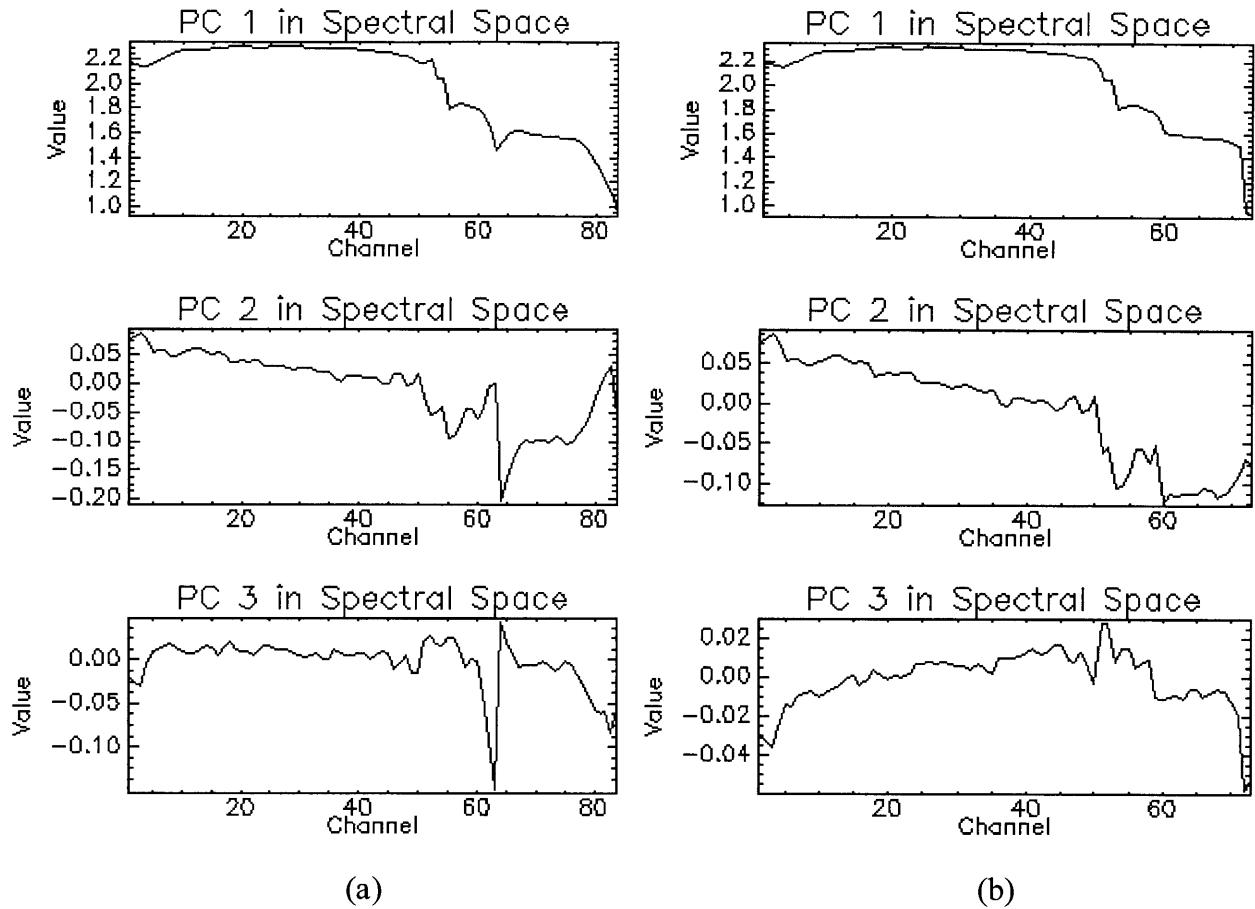 PC 1 in Spectral Space
Value
2.2
2.0
1.8
1.6
1.4
1.2
1.0
20 40 60 80
Channel
PC 2 in Spectral Space
Value
0.05
0.00
-0.05
-0.10
-0.15
-0.20
20 40 60 80
Channel
PC 3 in Spectral Space
Value
0.00
-0.05
-0.10
20 40 60 80
Channel
(a)
PC 1 in Spectral Space
Value
2.2
2.0
1.8
1.6
1.4
1.2
1.0
20 40 60
Channel
PC 2 in Spectral Space
Value
0.05
0.00
-0.05
-0.10
20 40 60
Channel
PC 3 in Spectral Space
Value
0.02
0.00
-0.02
-0.04
20 40 60
Channel
(b)